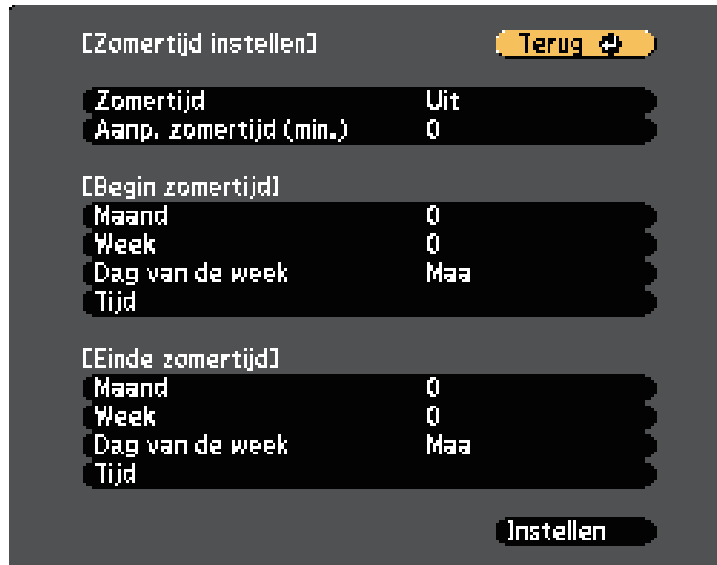 [Zomertijd instellen] Terug
Zomertijd Uit
Aanp. zomertijd (min.) 0
[Begin zomertijd]
Maand 0
Week 0
Dag van de week Maa
Tijd
[Einde zomertijd]
Maand 0
Week 0
Dag van de week Maa
Tijd
Instellen